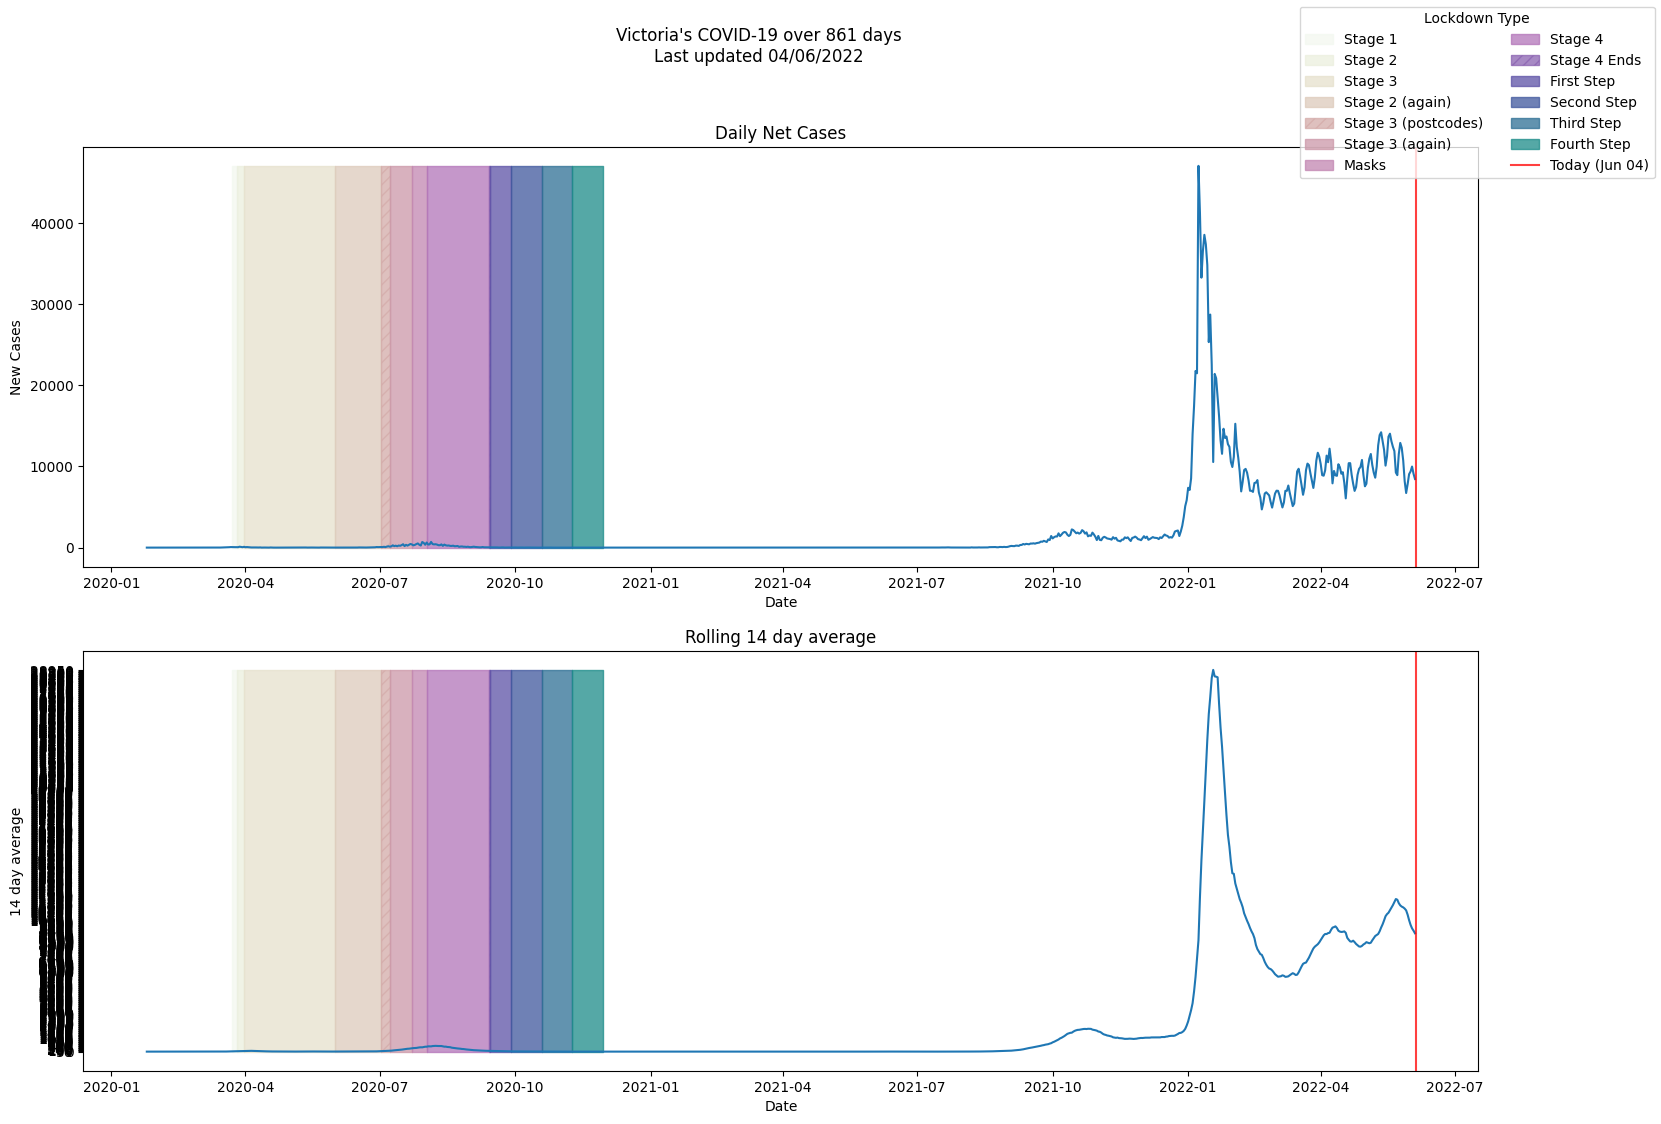 Victoria's COVID-19 over 861 days
Last updated 04/06/2022
Lockdown Type
Stage 1
Stage 2
Stage 3
Stage 2 (again)
Stage 3 (postcodes)
Stage 3 (again)
Masks
Stage 4
Stage 4 Ends
First Step
Second Step
Third Step
Fourth Step
Today (Jun 04)
Daily Net Cases
New Cases
40000
30000
20000
10000
0
2020-01 2020-04 2020-07 2020-10 2021-01 2021-04 2021-07 2021-10 2022-01 2022-04 2022-07
Date
Rolling 14 day average
14 day average
2020-01 2020-04 2020-07 2020-10 2021-01 2021-04 2021-07 2021-10 2022-01 2022-04 2022-07
Date